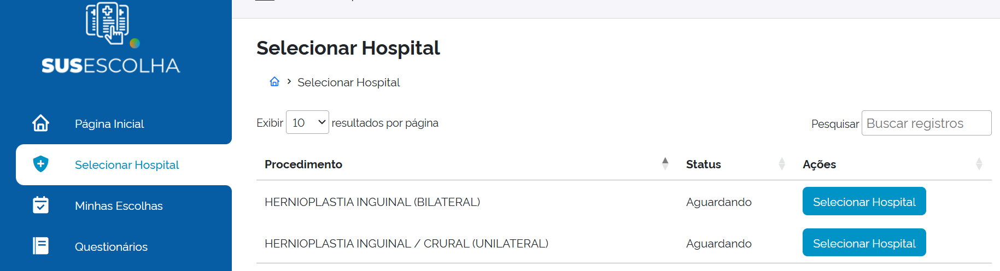 SUSESCOLHA
Página Inicial
Selecionar Hospital
Minhas Escolhas
Questionários
Selecionar Hospital
Selecionar Hospital
Exibir 10 resultados por página
Pesquisar Buscar registros
Procedimento Status Ações
HERNIOPLASTIA INGUINAL (BILATERAL) Aguardando Selecionar Hospital
HERNIOPLASTIA INGUINAL / CRURAL (UNILATERAL) Aguardando Selecionar Hospital